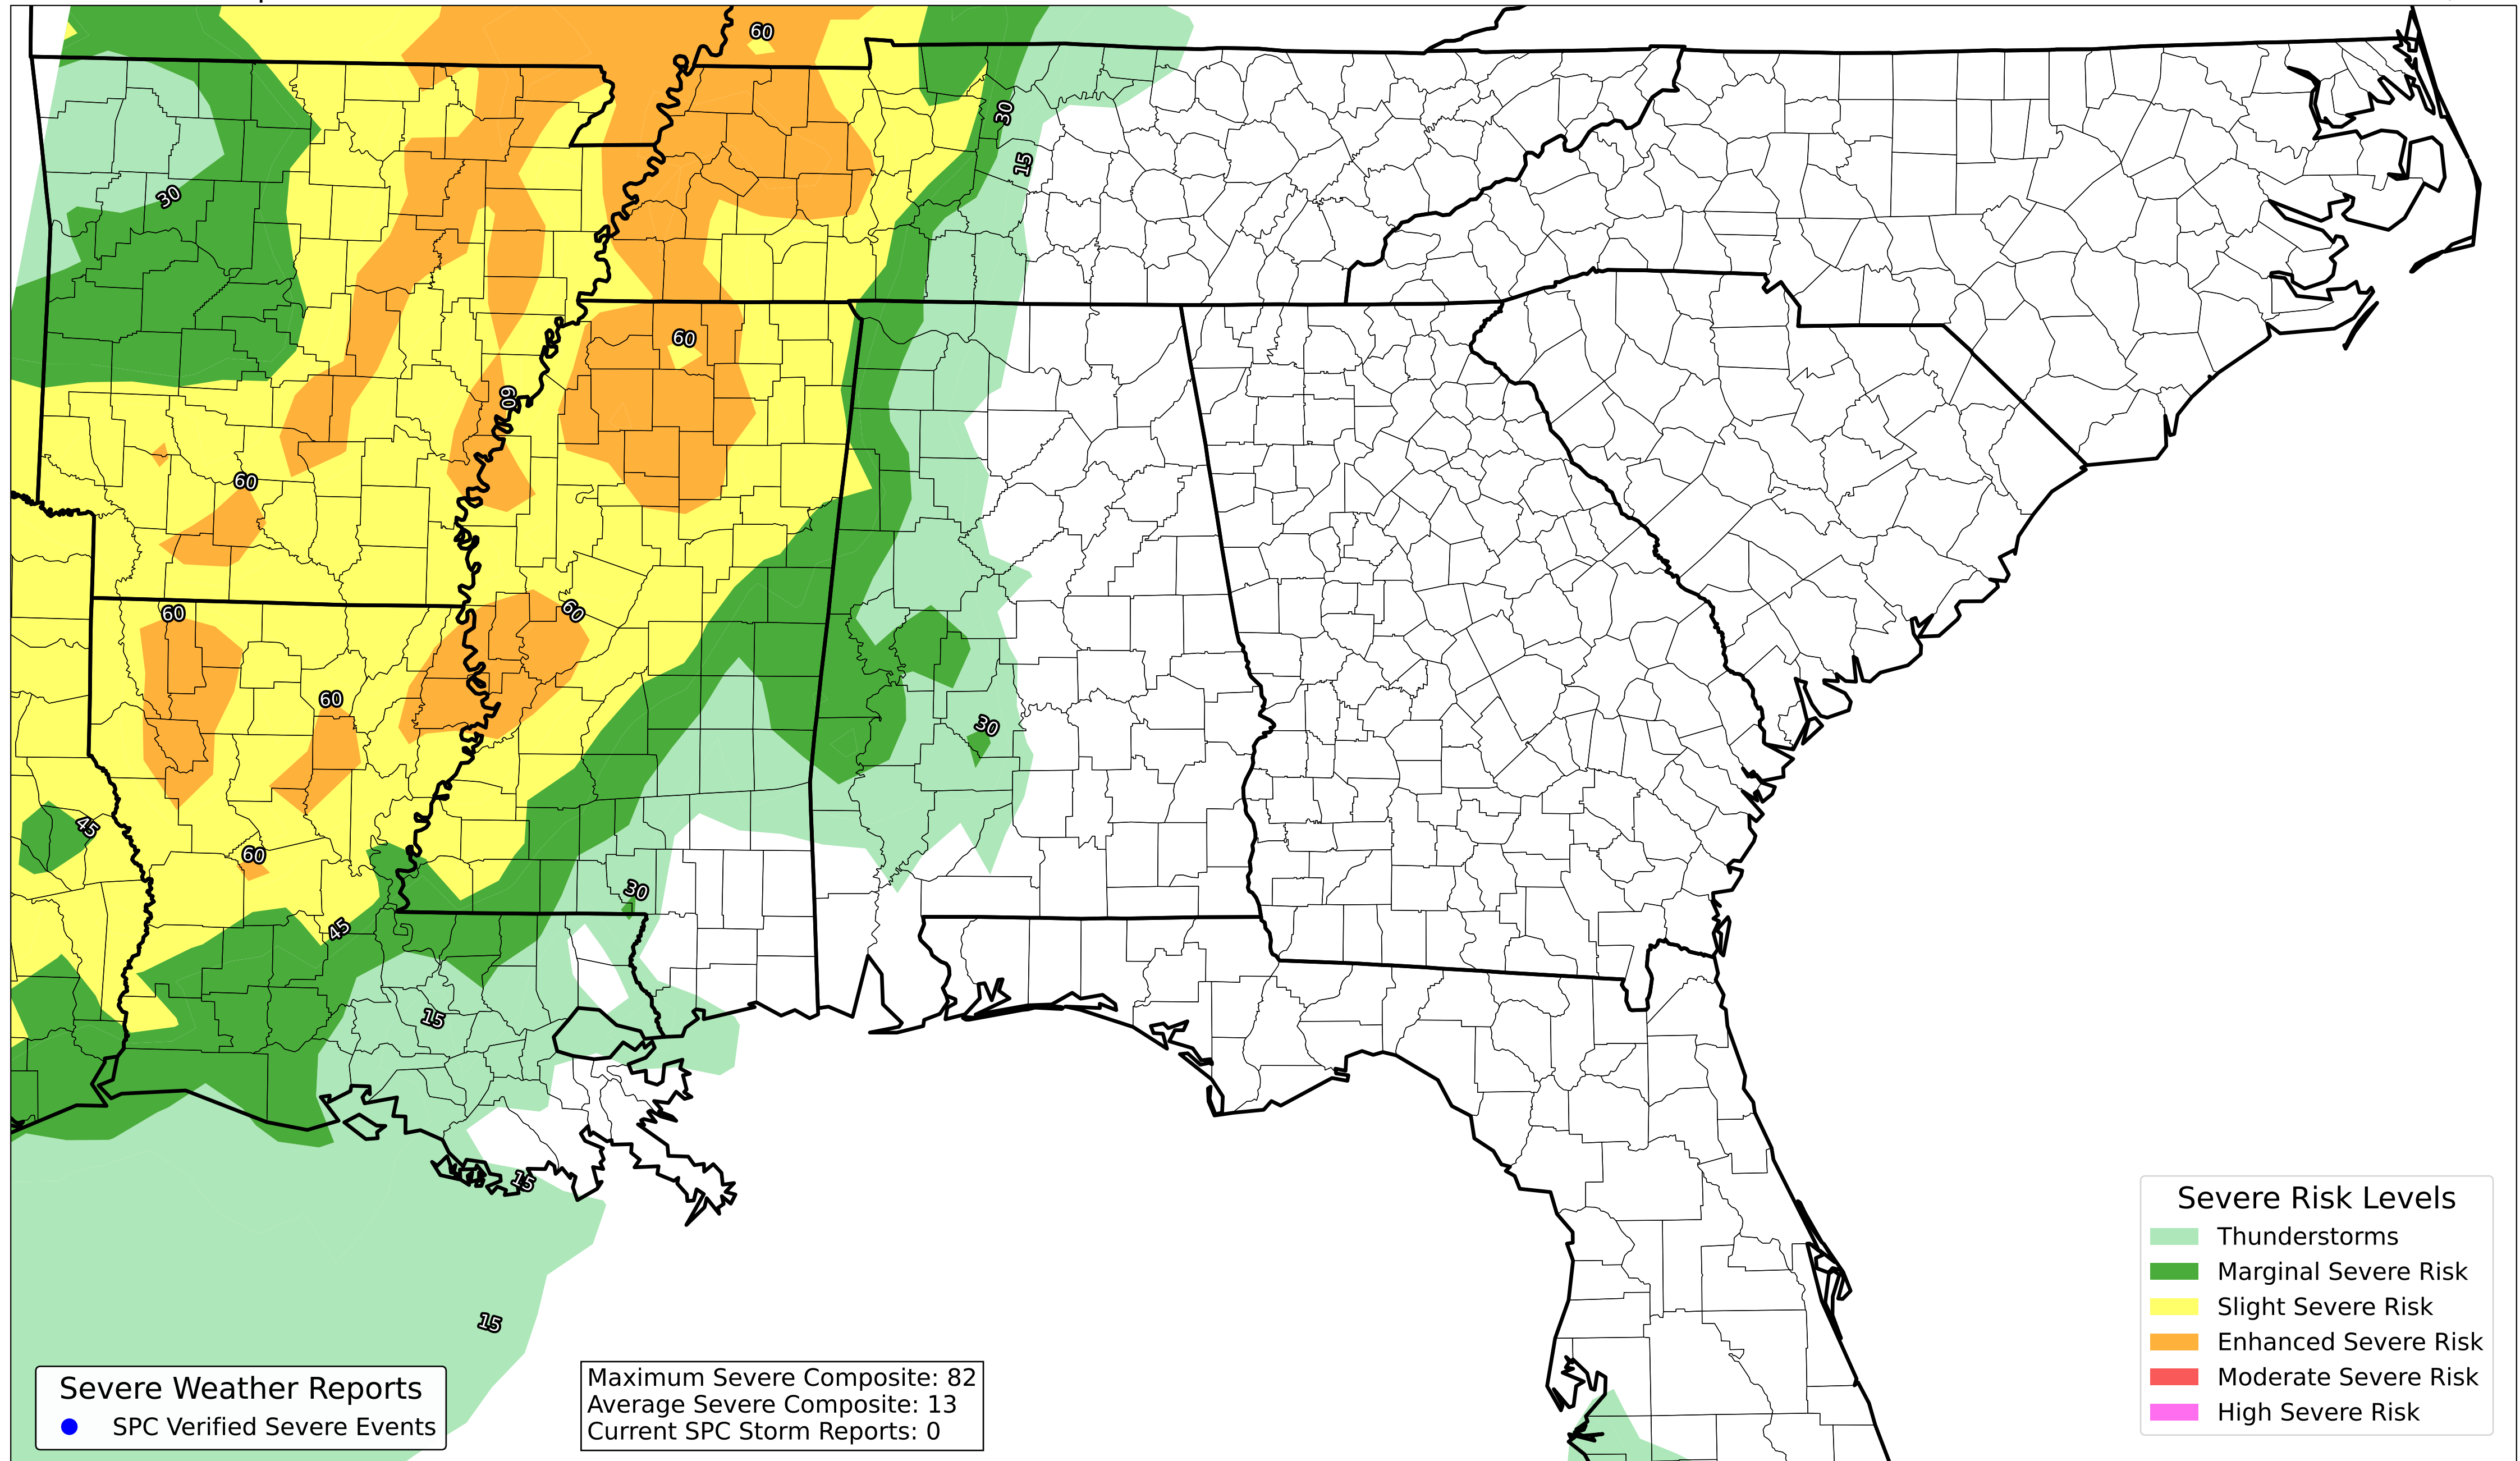 60
30
15
30
60
60
60
60
60
60
30
45
60
30
45
15
15
15
Severe Risk Levels
Thunderstorms
Marginal Severe Risk
Slight Severe Risk
Enhanced Severe Risk
Moderate Severe Risk
High Severe Risk
Severe Weather Reports
SPC Verified Severe Events
Maximum Severe Composite: 82
Average Severe Composite: 13
Current SPC Storm Reports: 0